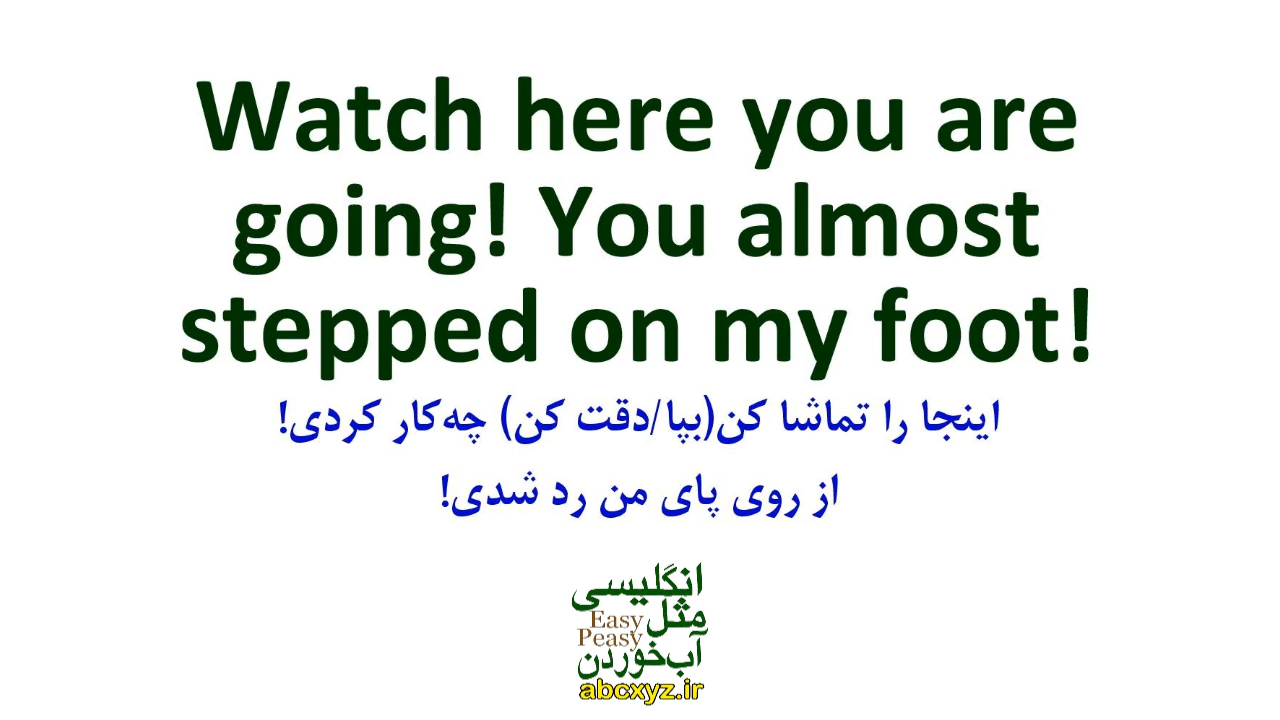 Watch here you are
going! You almost
stepped on my foot!
اینجا را تماشا کن(بپا/دقت کن) چه‌کار کردی!
از روی پای من رد شدی!
انگلیسی
مثل
Easy
Peasy
آب‌خوردن
abcxyz.ir